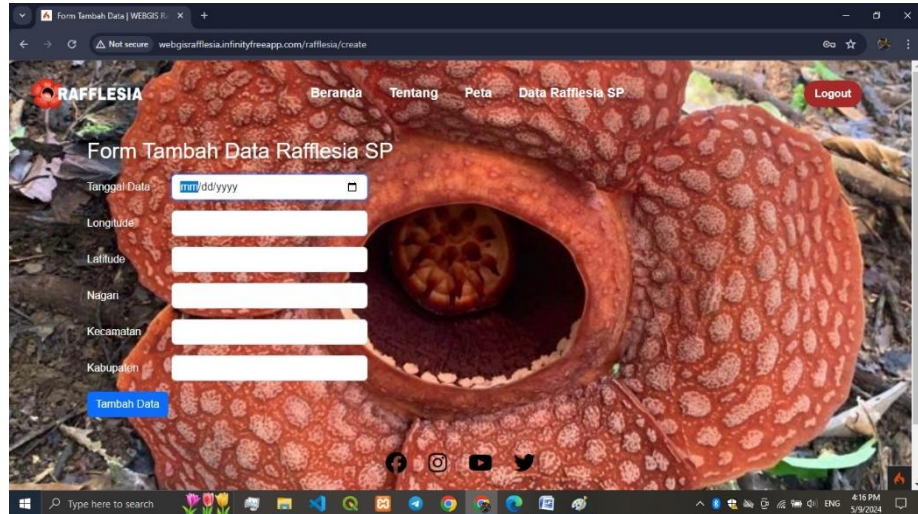 Form Tambah Data | WEBGIS R
Not secure webgisrafflesia.infinityfreeapp.com/rafflesia/create
RAFFLESIA
Beranda Tentang Peta Data Rafflesia SP
Logout
Form Tambah Data Rafflesia SP
Tanggal Data mm/dd/yyyy
Longitude
Latitude
Nagari
Kecamatan
Kabupaten
Tambah Data
Type here to search
ENG
4:16 PM
5/9/2024